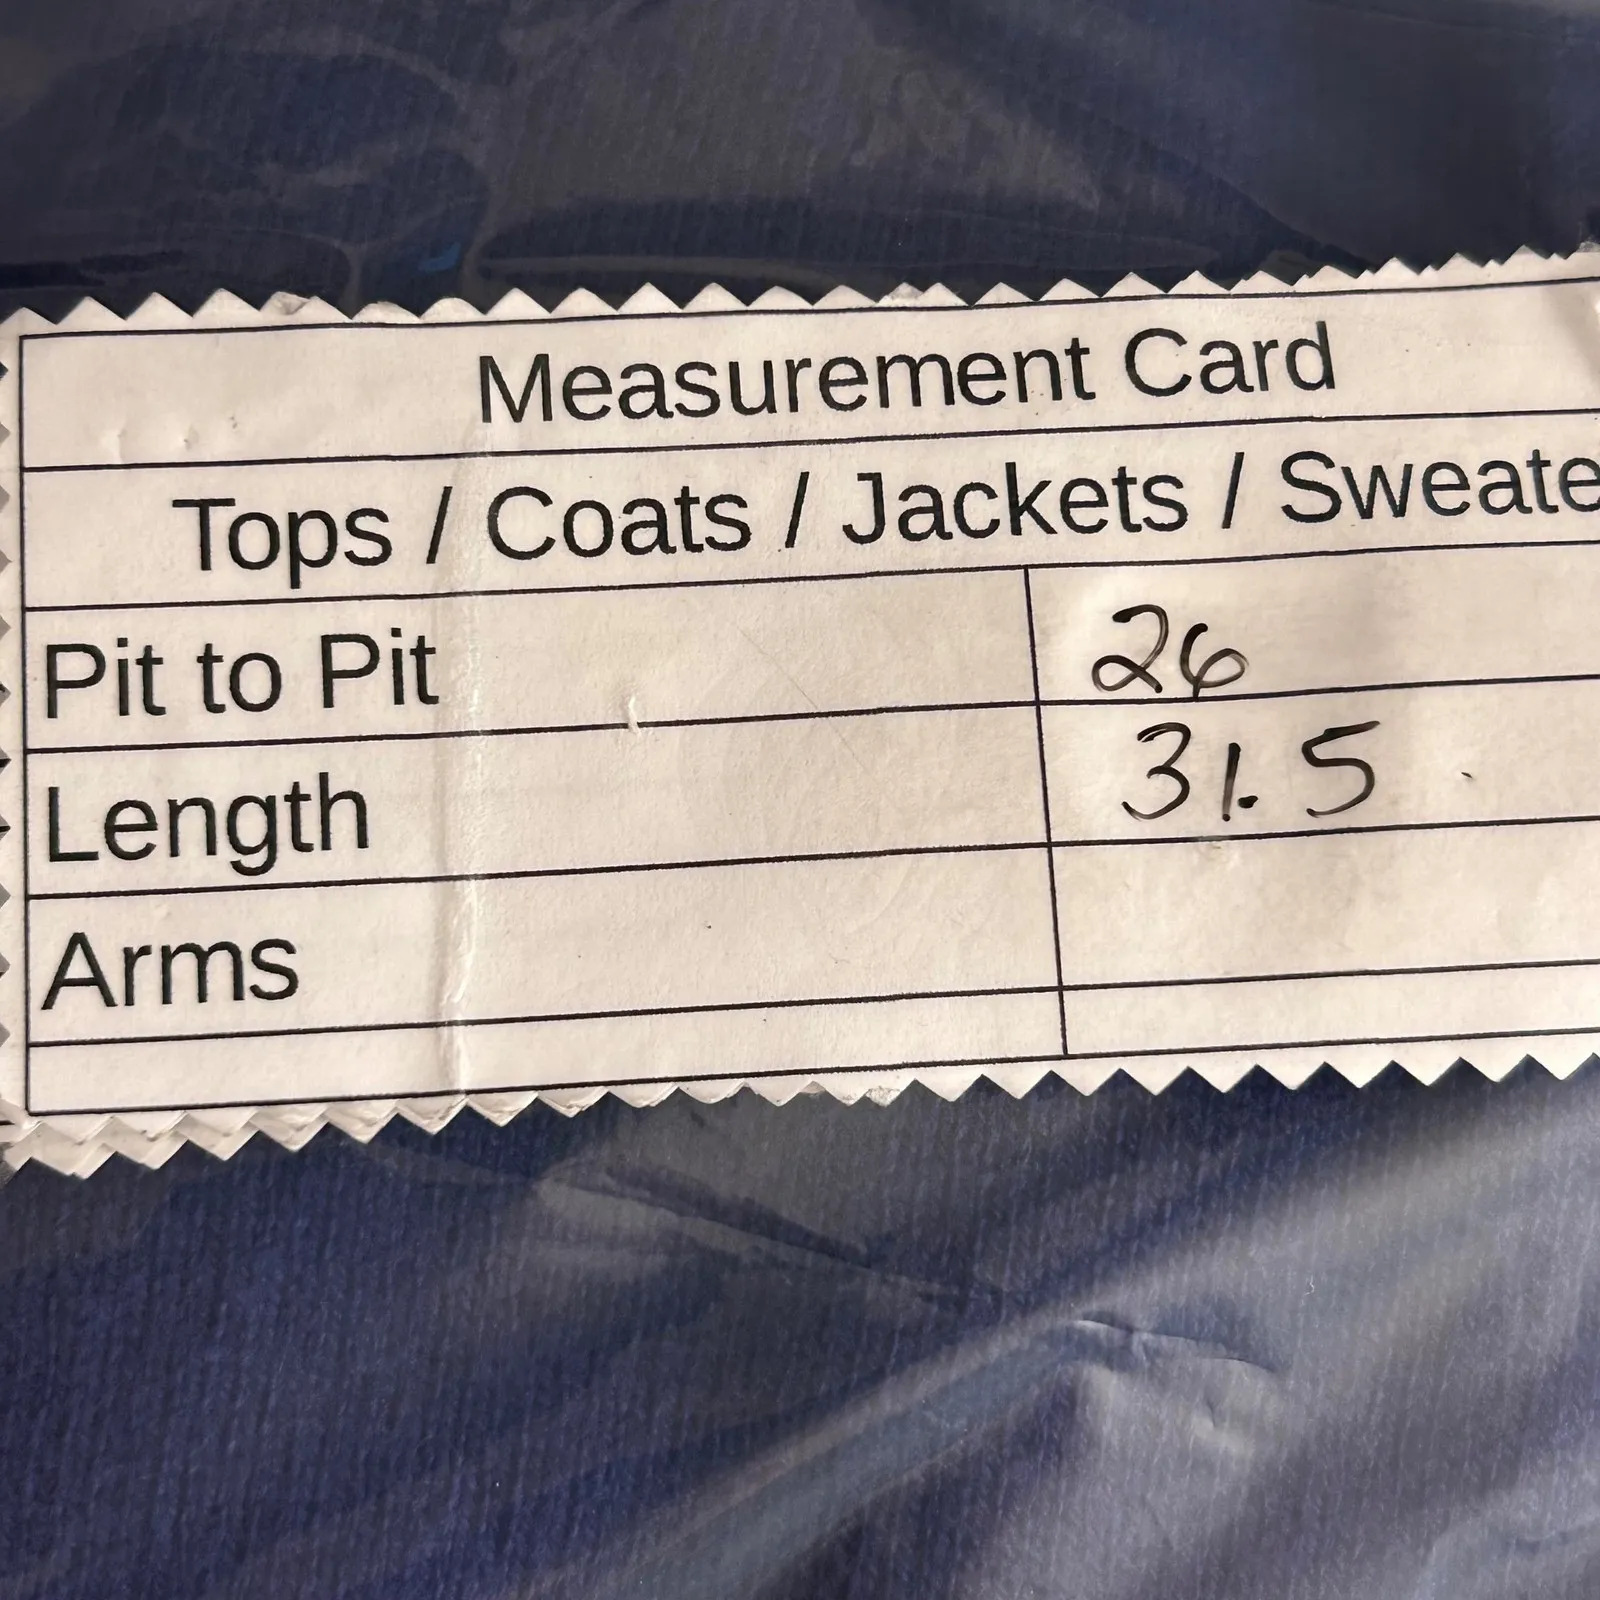 Measurement Card
Tops / Coats / Jackets / Sweate
Pit to Pit 26
Length 31.5
Arms